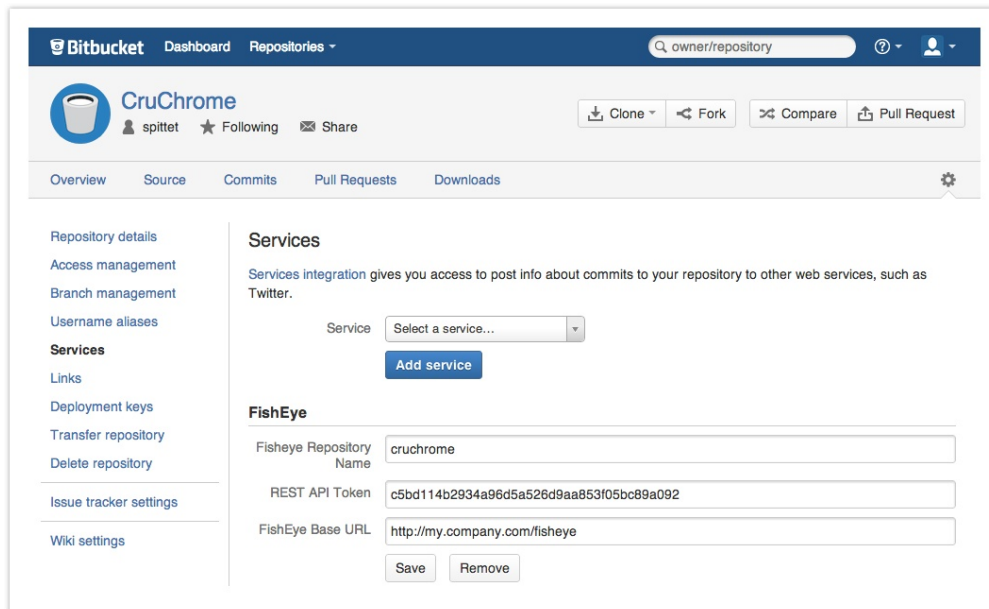 Bitbucket Dashboard Repositories owner/repository
CruChrome
spittet Following Share
Clone Fork Compare Pull Request
Overview Source Commits Pull Requests Downloads
Repository details
Access management
Branch management
Username aliases
Services
Links
Deployment keys
Transfer repository
Delete repository
Issue tracker settings
Wiki settings
Services
Services integration gives you access to post info about commits to your repository to other web services, such as
Twitter.
Service Select a service...
Add service
FishEye
Fisheye Repository
Name
cruchrome
REST API Token c5bd114b2934a96d5a526d9aa853f05bc89a092
FishEye Base URL http://my.company.com/fisheye
Save Remove